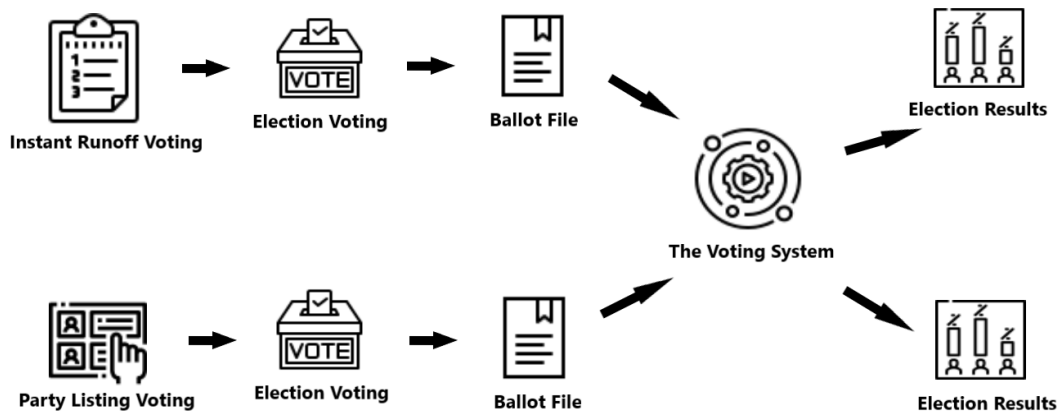 1
2
3
Instant Runoff Voting
VOTE
Election Voting
Ballot File
Election Results
The Voting System
Party Listing Voting
VOTE
Election Voting
Ballot File
Election Results